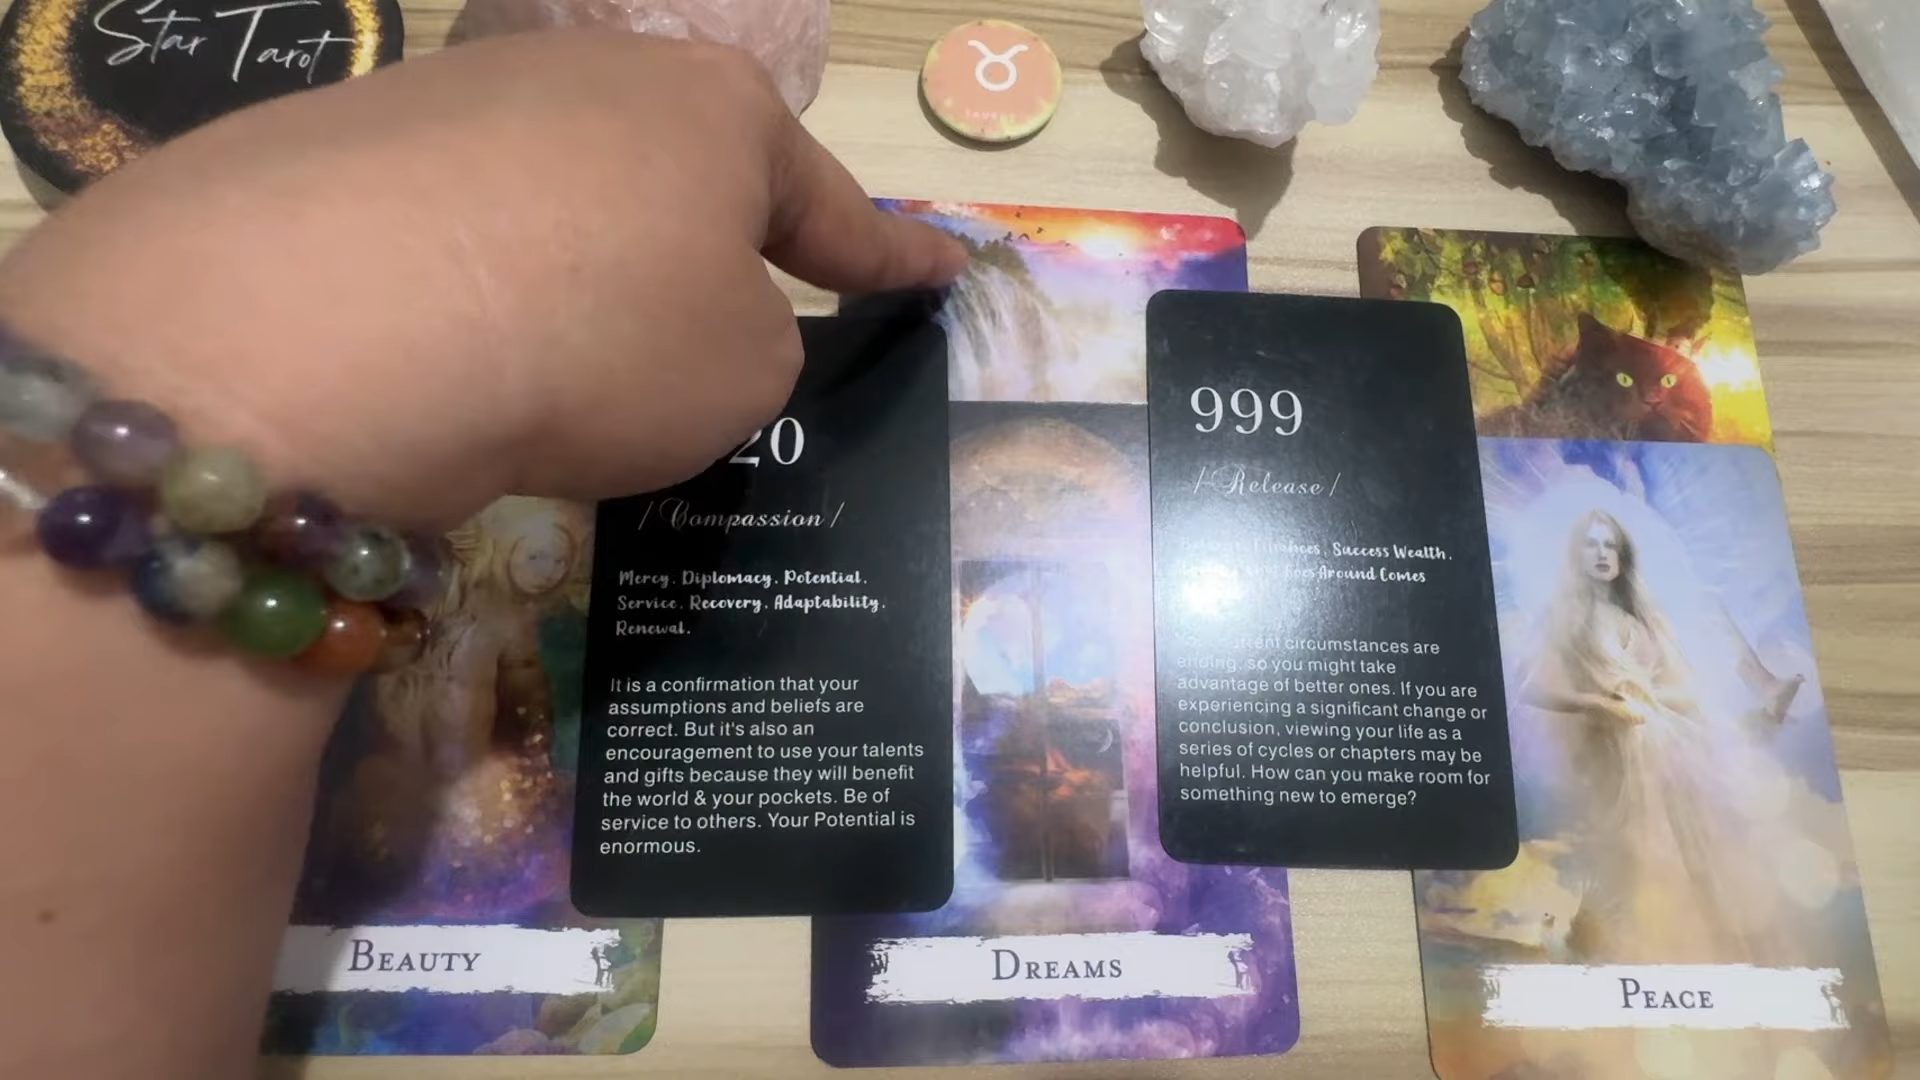 Star Tarot
TAURUS
20
/ Compassion /
Mercy. Diplomacy. Potential.
Service. Recovery. Adaptability.
Renewal.
It is a confirmation that your
assumptions and beliefs are
correct. But it's also an
encouragement to use your talents
and gifts because they will benefit
the world & your pockets. Be of
service to others. Your Potential is
enormous.
999
/ Release /
Success Wealth.
Goes Around Comes
circumstances are
ending, so you might take
advantage of better ones. If you are
experiencing a significant change or
conclusion, viewing your life as a
series of cycles or chapters may be
helpful. How can you make room for
something new to emerge?
BEAUTY
DREAMS
PEACE